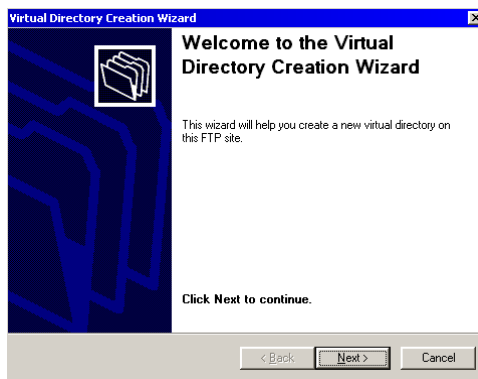 Virtual Directory Creation Wizard
Welcome to the Virtual
Directory Creation Wizard
This wizard will help you create a new virtual directory on
this FTP site.
Click Next to continue.
< Back Next > Cancel